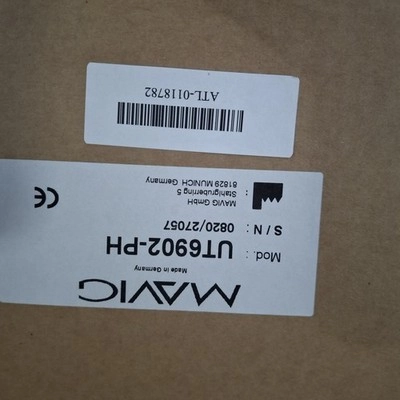 MAVIG
Made in Germany
Mod. : UT6902-PH
S / N : 0820/27057
MAVIG GmbH
Stahlgruberring 5
81829 MUNICH Germany
CE
ATL-0118782